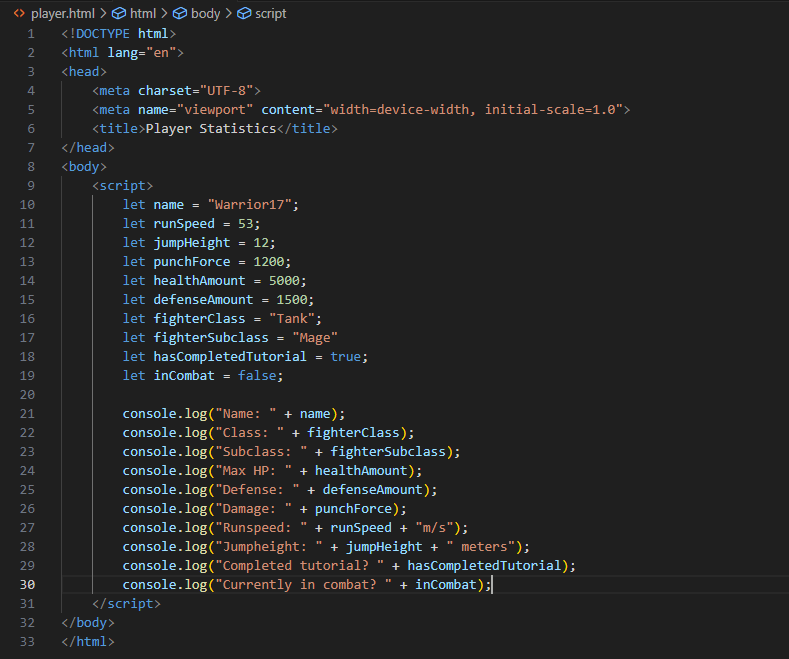 player.html > html > body > script
1 <!DOCTYPE html>
2 <html lang="en">
3 <head>
4     <meta charset="UTF-8">
5     <meta name="viewport" content="width=device-width, initial-scale=1.0">
6     <title>Player Statistics</title>
7 </head>
8 <body>
9     <script>
10         let name = "Warrior17";
11         let runSpeed = 53;
12         let jumpHeight = 12;
13         let punchForce = 1200;
14         let healthAmount = 5000;
15         let defenseAmount = 1500;
16         let fighterClass = "Tank";
17         let fighterSubclass = "Mage"
18         let hasCompletedTutorial = true;
19         let inCombat = false;
20
21         console.log("Name: " + name);
22         console.log("Class: " + fighterClass);
23         console.log("Subclass: " + fighterSubclass);
24         console.log("Max HP: " + healthAmount);
25         console.log("Defense: " + defenseAmount);
26         console.log("Damage: " + punchForce);
27         console.log("Runspeed: " + runSpeed + "m/s");
28         console.log("Jumpheight: " + jumpHeight + " meters");
29         console.log("Completed tutorial? " + hasCompletedTutorial);
30         console.log("Currently in combat? " + inCombat);
31     </script>
32 </body>
33 </html>